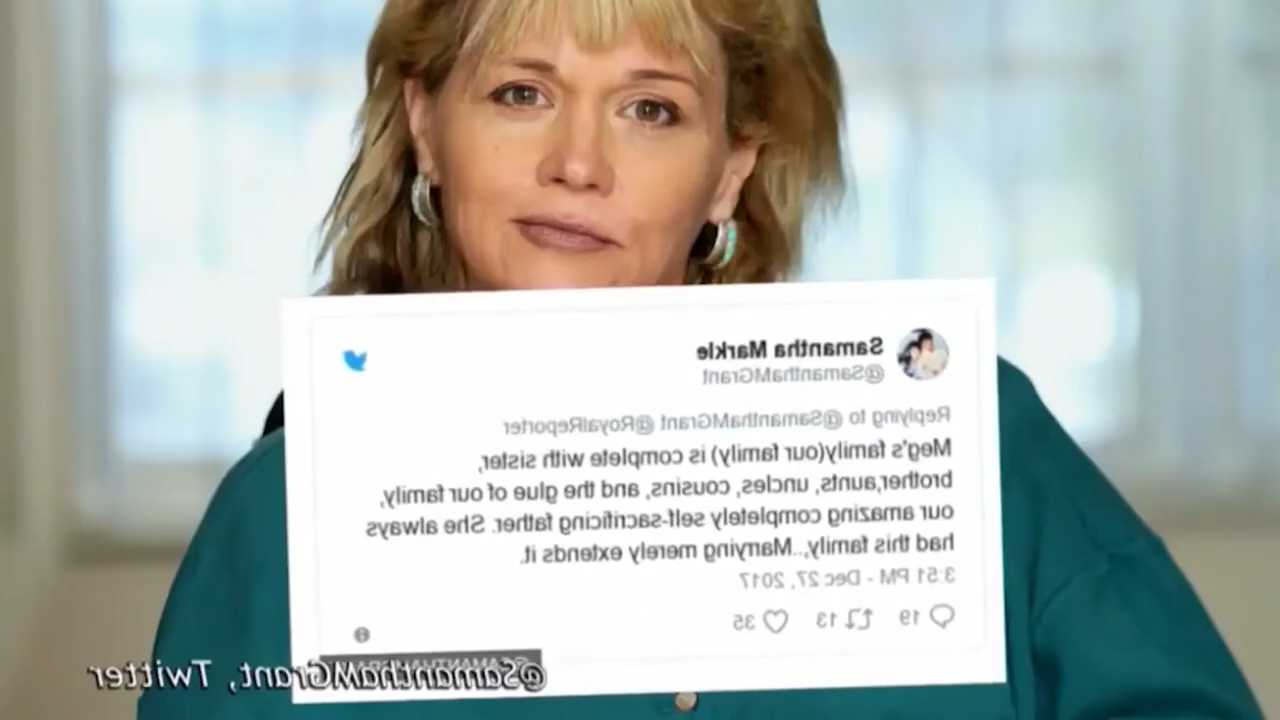 Samantha Markle
@SamanthaMGrant
Replying to @SamanthaMGrant @RoyalReporter
Meg's family(our family) is complete with sister,
brother,aunts, uncles, cousins, and the glue of our family,
our amazing completely self-sacrificing father. She always
had this family,..Marrying merely extends it.
3:51 PM - Dec 27, 2017
19 13 35
@SamanthaMGrant, Twitter